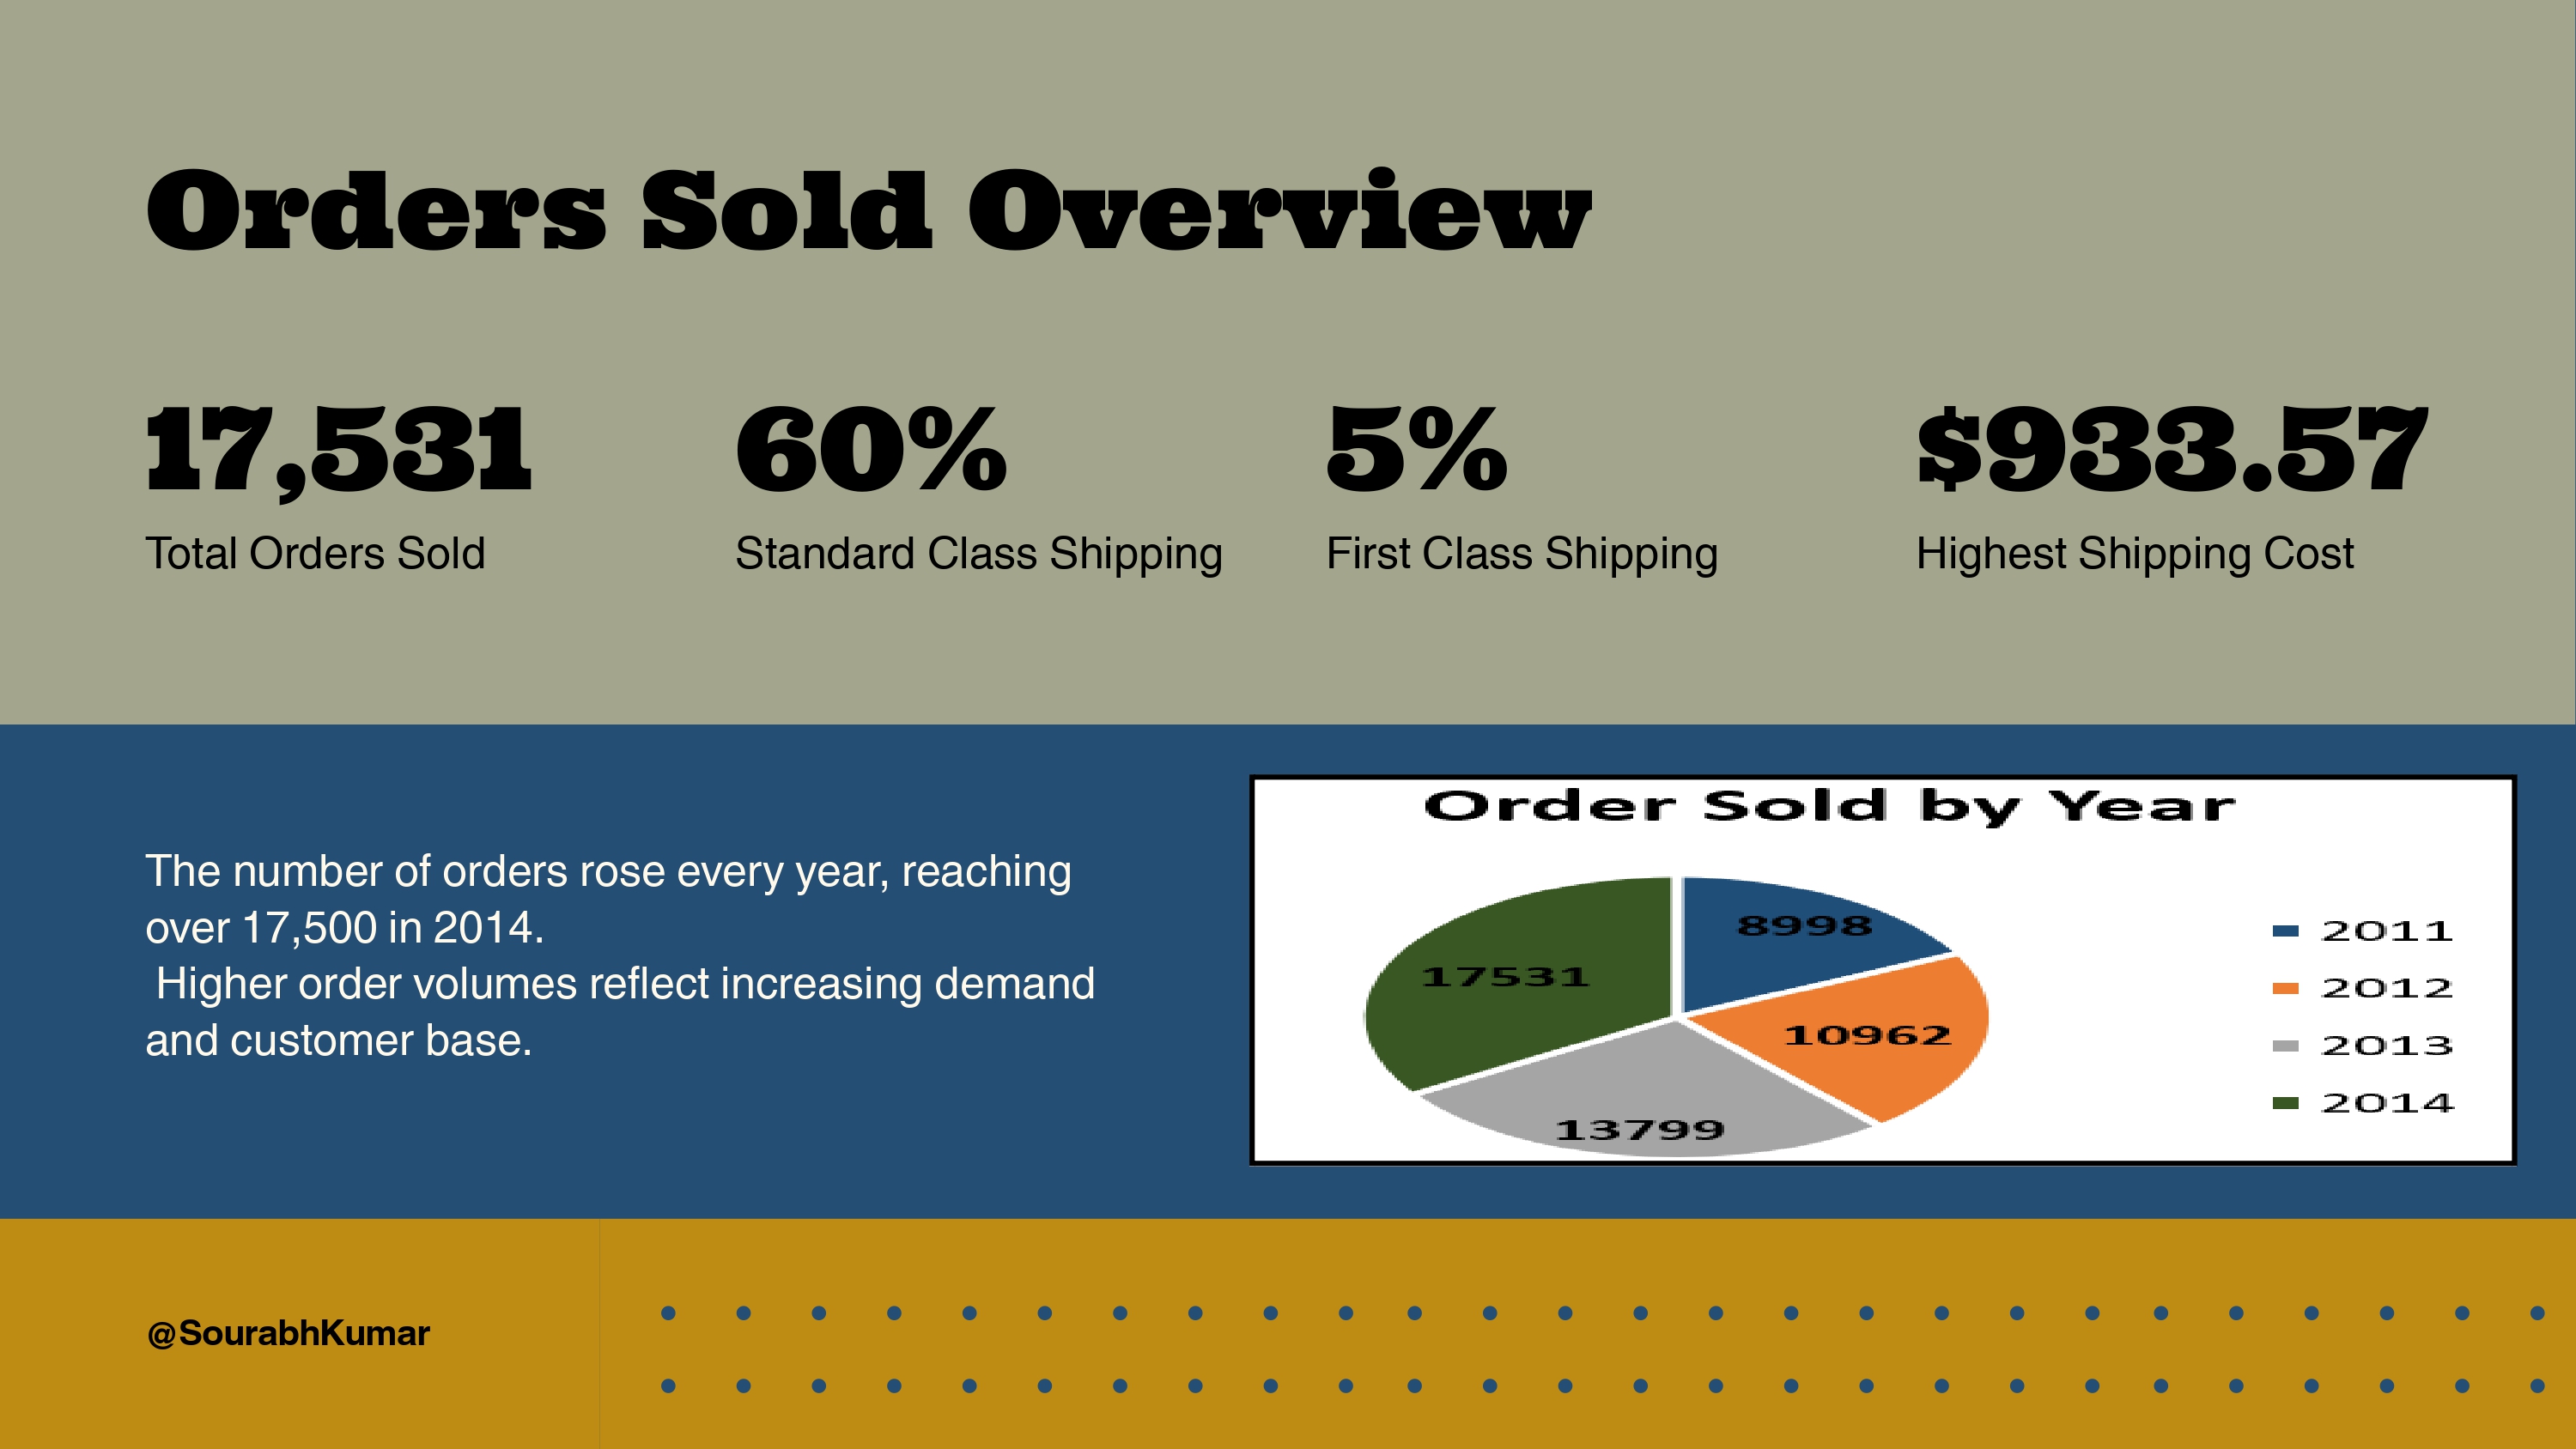 Orders Sold Overview
17,531
Total Orders Sold
60%
Standard Class Shipping
5%
First Class Shipping
$933.57
Highest Shipping Cost
The number of orders rose every year, reaching
over 17,500 in 2014.
Higher order volumes reflect increasing demand
and customer base.
Order Sold by Year
8998
17531
10962
13799
2011
2012
2013
2014
@SourabhKumar